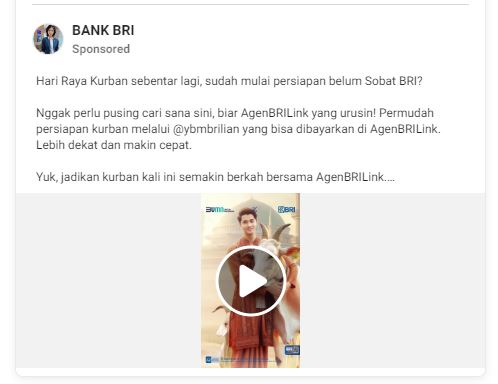 BANK BRI
Sponsored
Hari Raya Kurban sebentar lagi, sudah mulai persiapan belum Sobat BRI?
Nggak perlu pusing cari sana sini, biar AgenBRILink yang urusin! Permudah
persiapan kurban melalui @ybmbrilian yang bisa dibayarkan di AgenBRILink.
Lebih dekat dan makin cepat.
Yuk, jadikan kurban kali ini semakin berkah bersama AgenBRILink....
BRI